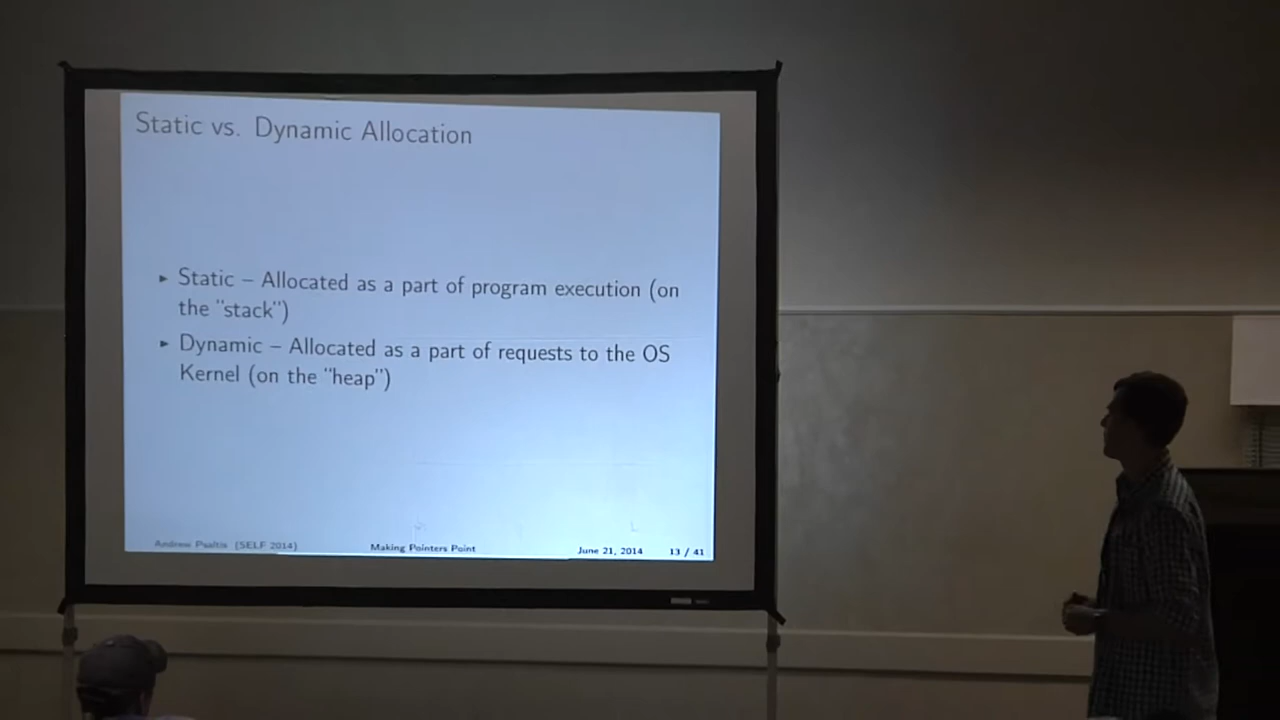 Static vs. Dynamic Allocation
▸ Static – Allocated as a part of program execution (on
the "stack")
▸ Dynamic – Allocated as a part of requests to the OS
Kernel (on the "heap")
Andrew Psaltis (SELF 2014) Making Pointers Point June 21, 2014 13 / 41